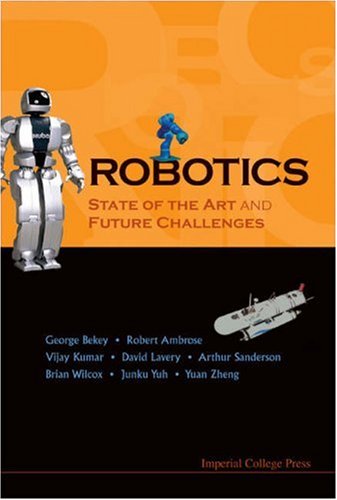 ROBOTICS
STATE OF THE ART AND
FUTURE CHALLENGES
George Bekey • Robert Ambrose
Vijay Kumar • David Lavery • Arthur Sanderson
Brian Wilcox • Junku Yuh • Yuan Zheng
Imperial College Press